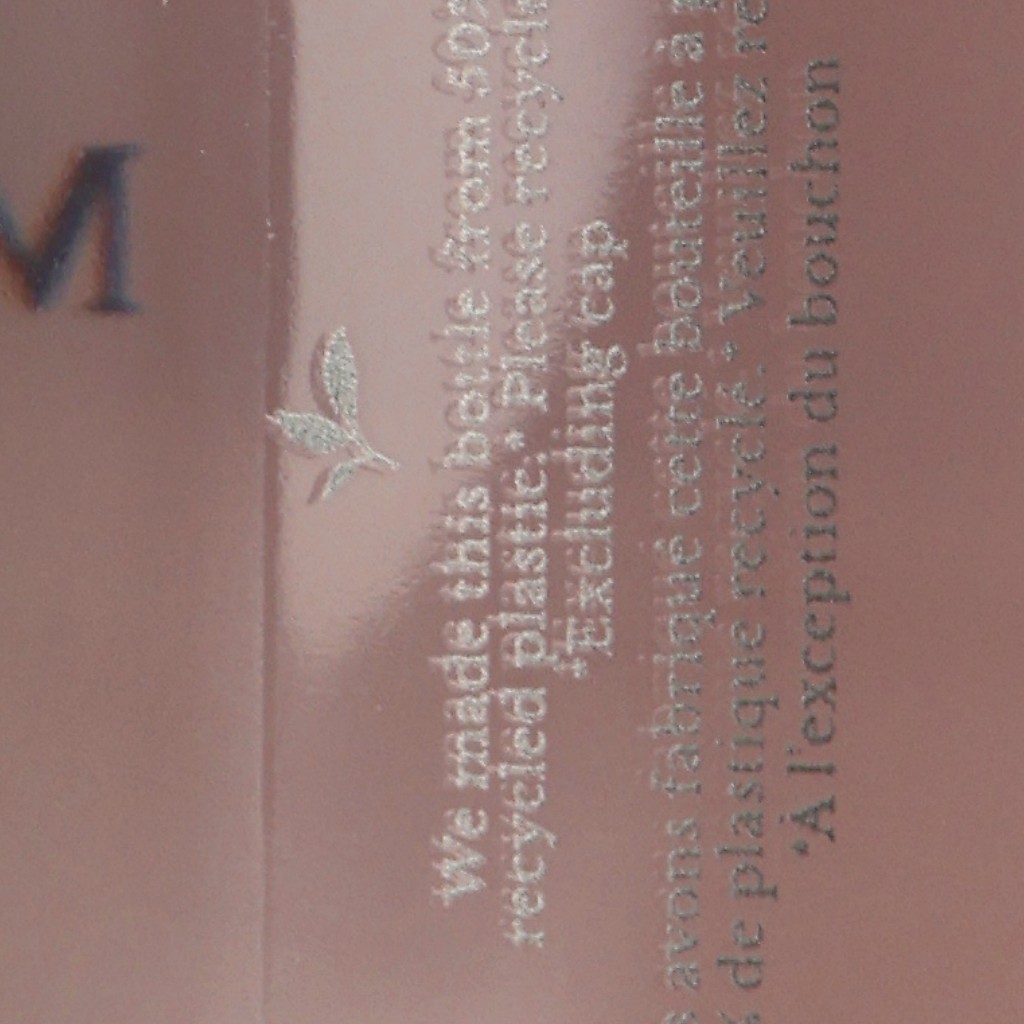 M
We made this bottle from 50%
recycled plastic.* Please recycle
*Excluding cap
avons fabriqué cette bouteille à
de plastique recyclé.* Veuillez re
*À l'exception du bouchon